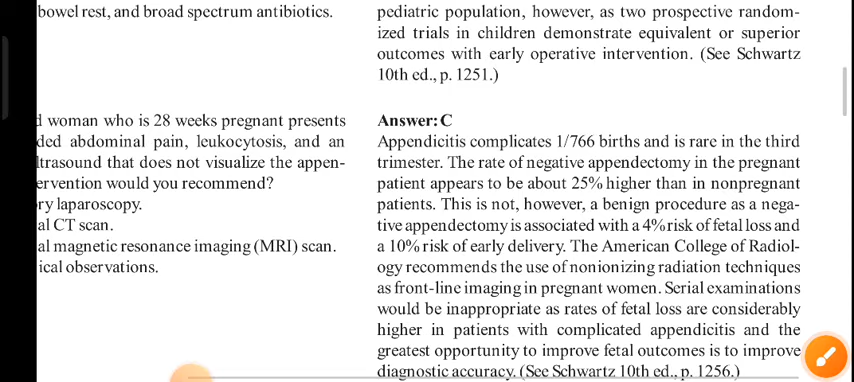 bowel rest, and broad spectrum antibiotics.
woman who is 28 weeks pregnant presents
abdominal pain, leukocytosis, and an
that does not visualize the appen-
would you recommend?
laparoscopy.
CT scan.
magnetic resonance imaging (MRI) scan.
observations.
pediatric population, however, as two prospective random-
ized trials in children demonstrate equivalent or superior
outcomes with early operative intervention. (See Schwartz
10th ed., p. 1251.)
Answer: C
Appendicitis complicates 1/766 births and is rare in the third
trimester. The rate of negative appendectomy in the pregnant
patient appears to be about 25% higher than in nonpregnant
patients. This is not, however, a benign procedure as a nega-
tive appendectomy is associated with a 4% risk of fetal loss and
a 10% risk of early delivery. The American College of Radiol-
ogy recommends the use of nonionizing radiation techniques
as front-line imaging in pregnant women. Serial examinations
would be inappropriate as rates of fetal loss are considerably
higher in patients with complicated appendicitis and the
greatest opportunity to improve fetal outcomes is to improve
diagnostic accuracy. (See Schwartz 10th ed., p. 1256.)